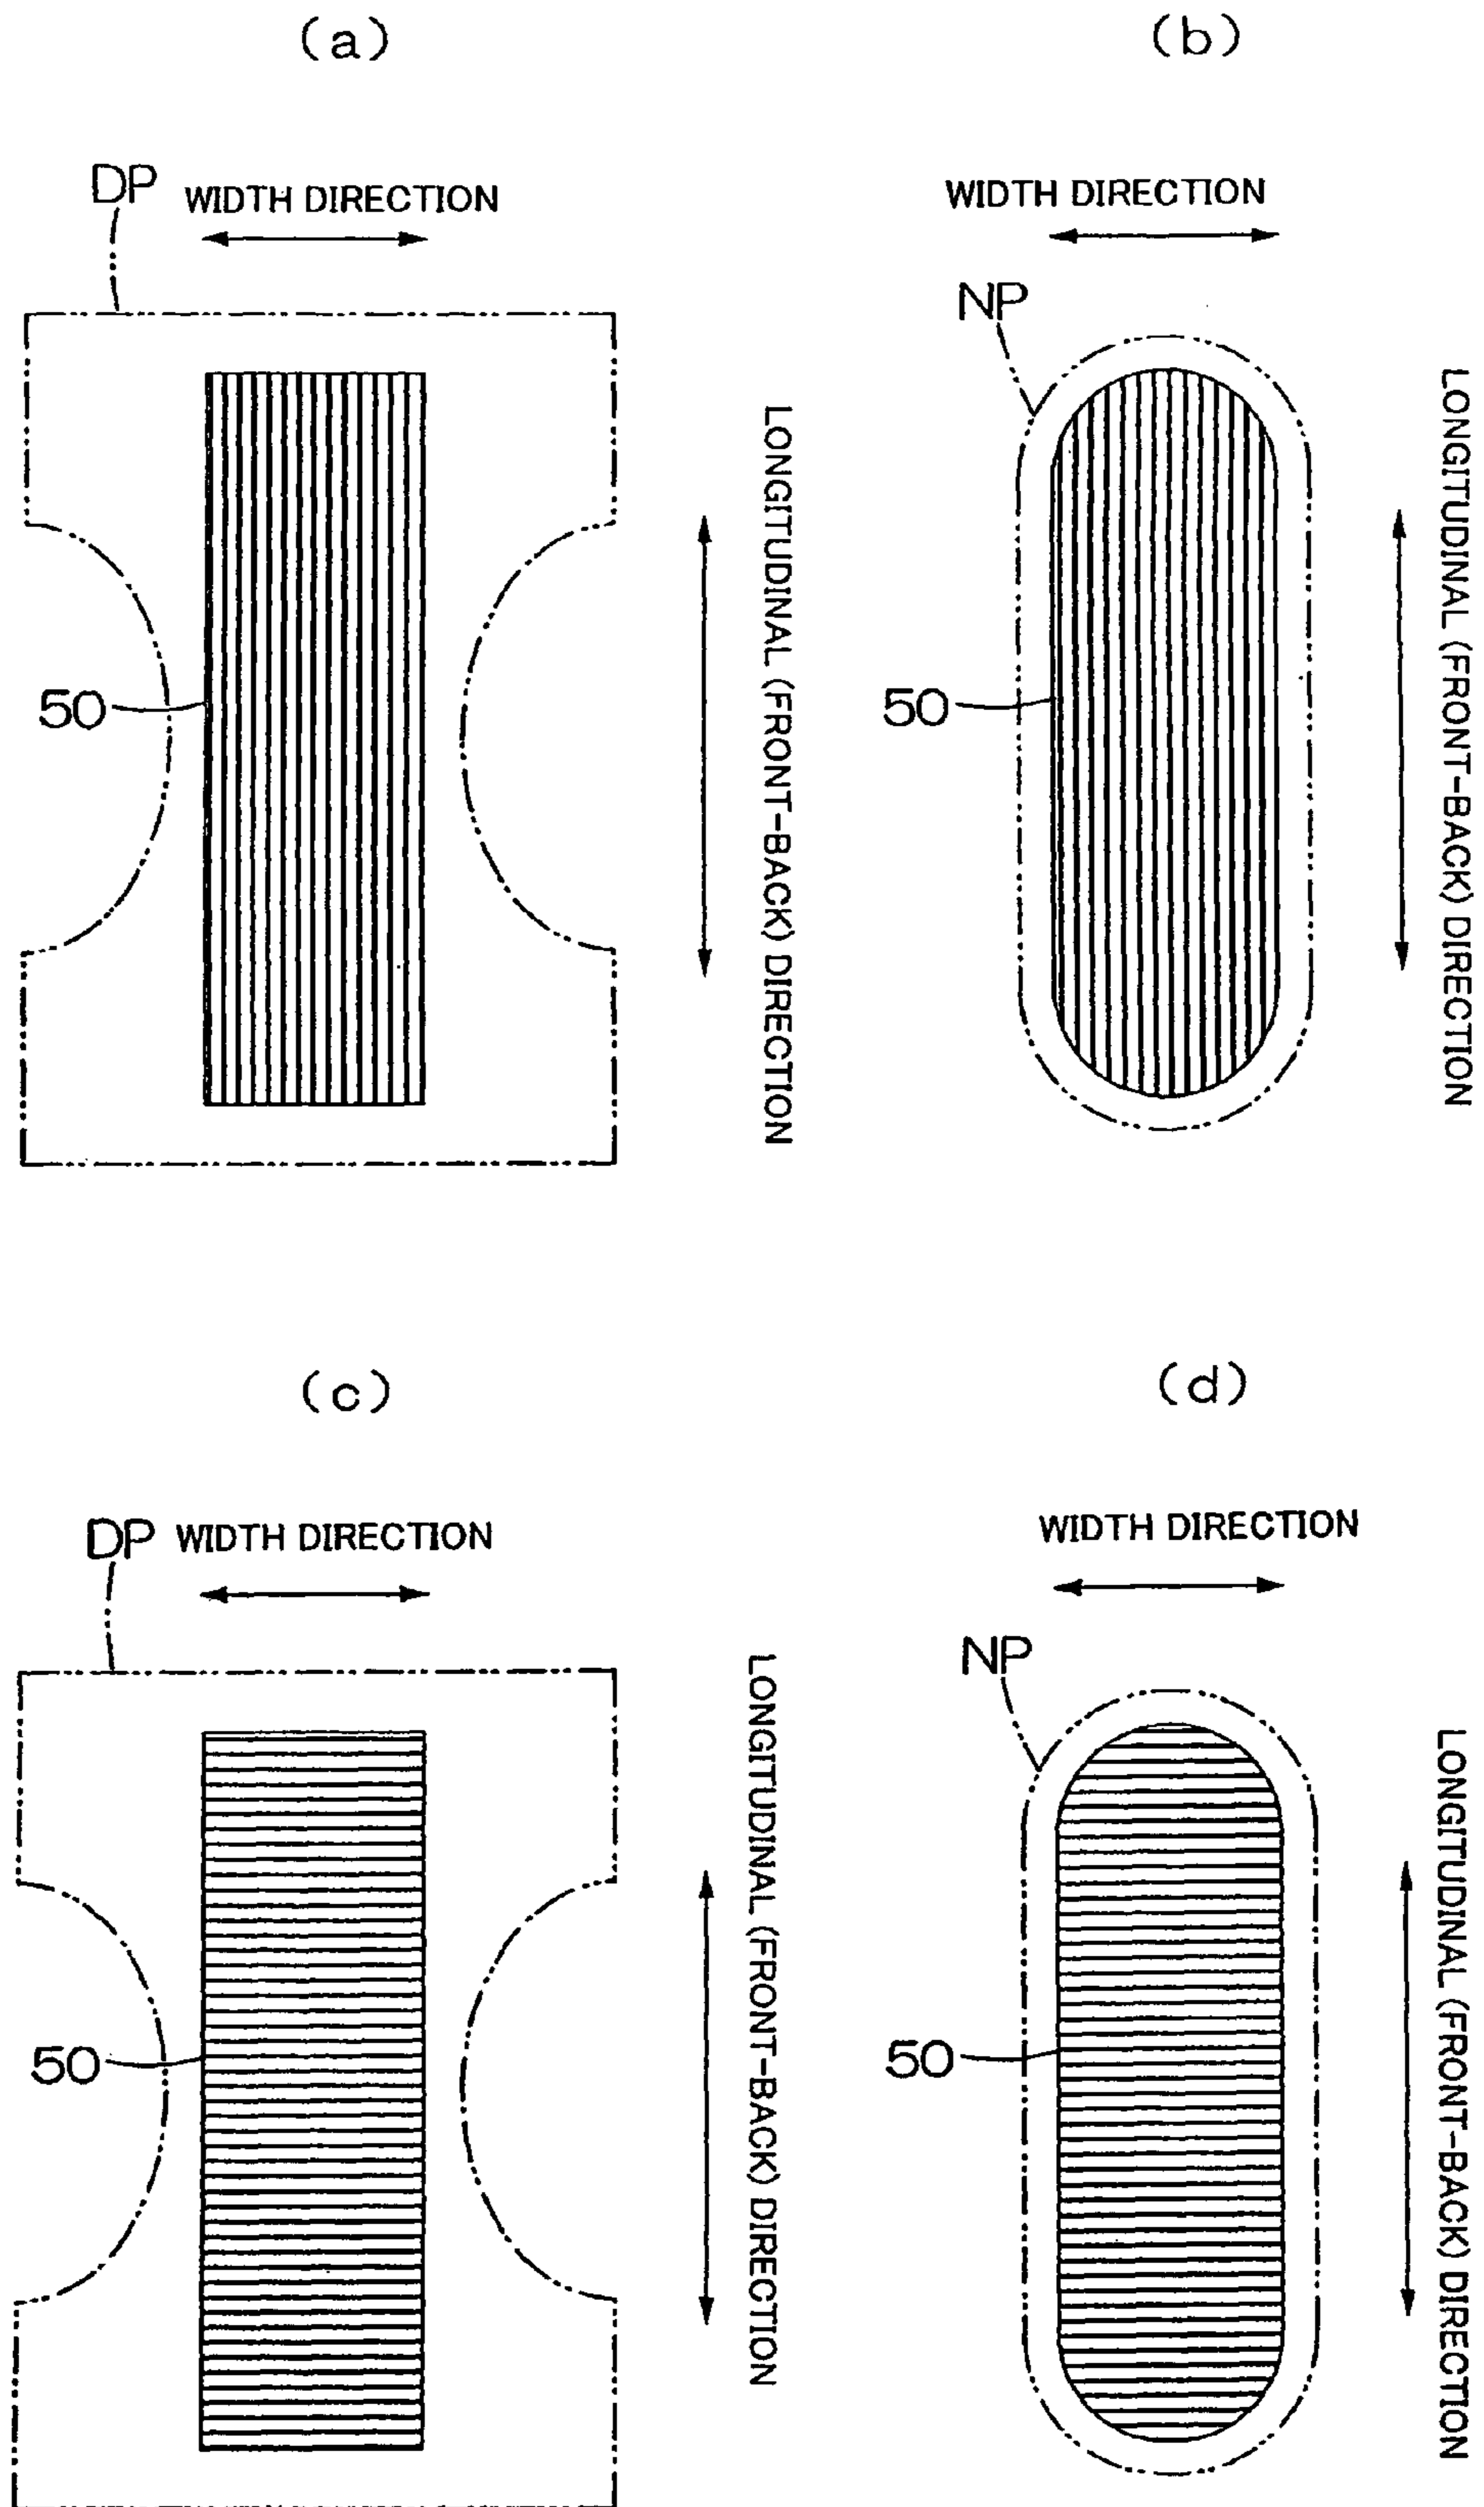 (a)
DP
WIDTH DIRECTION
50
LONGITUDINAL (FRONT-BACK) DIRECTION
(b)
WIDTH DIRECTION
NP
50
LONGITUDINAL (FRONT-BACK) DIRECTION
(c)
DP
WIDTH DIRECTION
50
LONGITUDINAL (FRONT-BACK) DIRECTION
(d)
WIDTH DIRECTION
NP
50
LONGITUDINAL (FRONT-BACK) DIRECTION